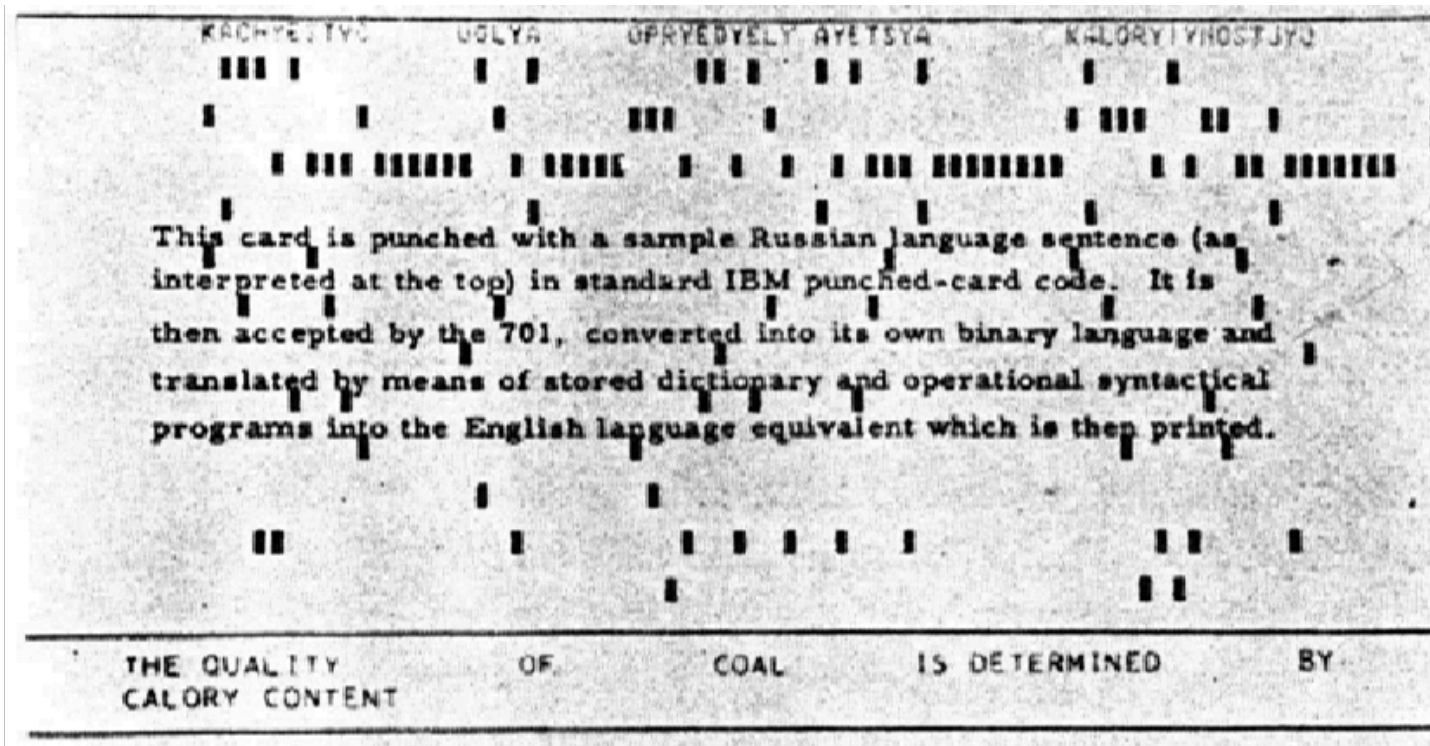 KACHYESTVO UGLYA OPRYEDYELY AYETSYA KALORYIYNOSTJYU
This card is punched with a sample Russian language sentence (as
interpreted at the top) in standard IBM punched-card code. It is
then accepted by the 701, converted into its own binary language and
translated by means of stored dictionary and operational syntactical
programs into the English language equivalent which is then printed.
THE QUALITY OF COAL IS DETERMINED BY
CALORY CONTENT